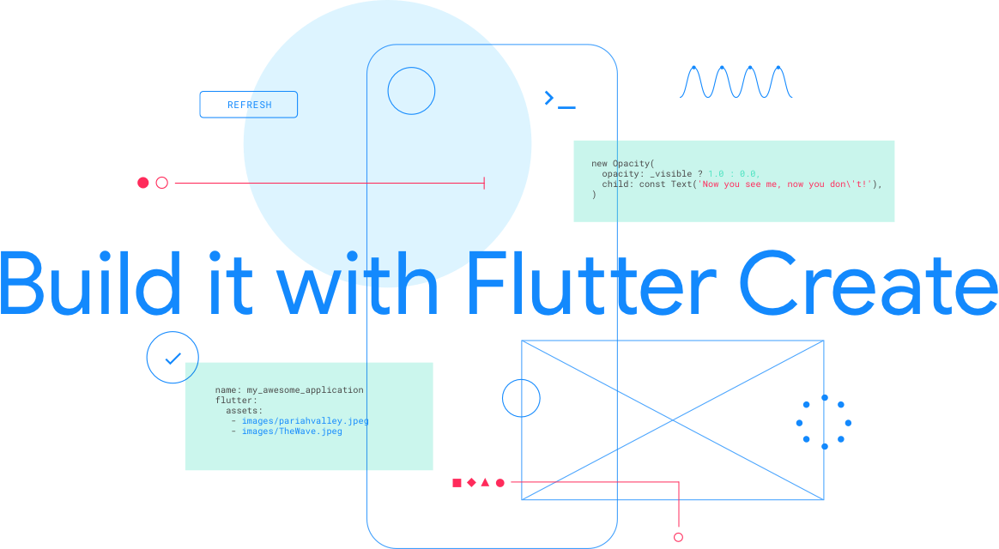 REFRESH
new Opacity(
  opacity: _visible ? 1.0 : 0.0,
  child: const Text('Now you see me, now you don\'t!'),
)
Build it with Flutter Create
name: my_awesome_application
flutter:
  assets:
   - images/pariahvalley.jpeg
   - images/TheWave.jpeg